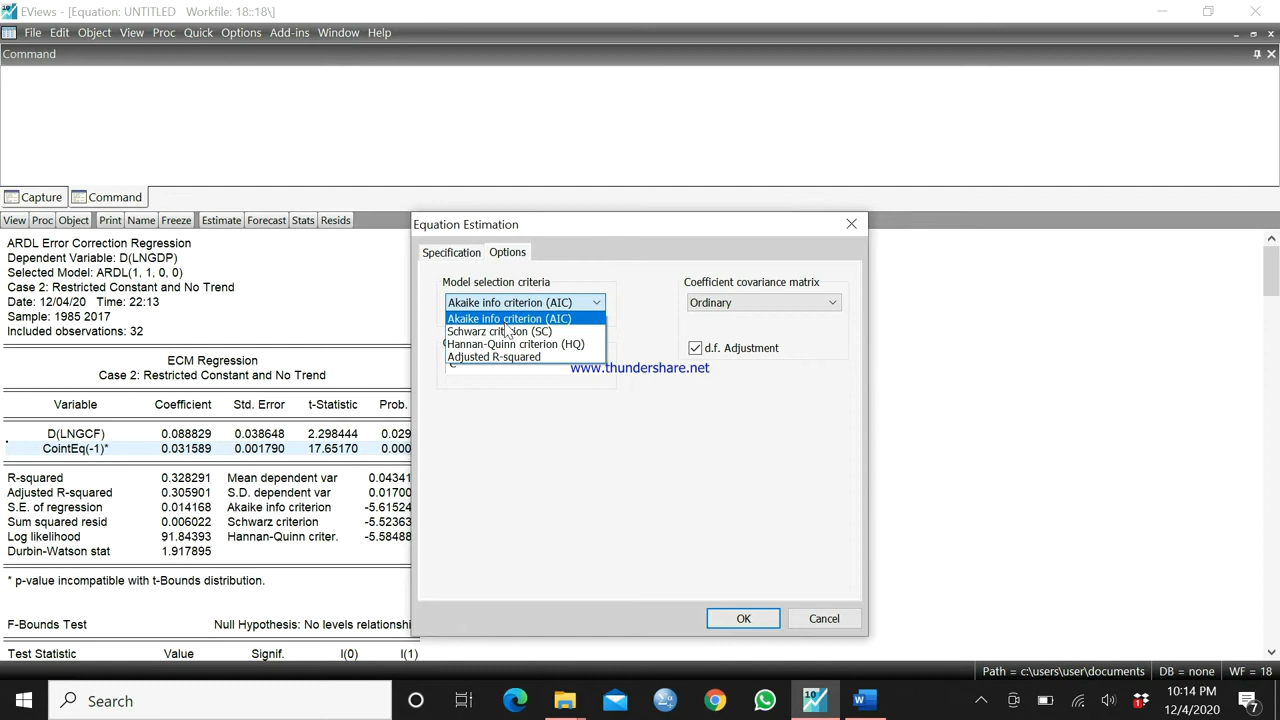 EViews - [Equation: UNTITLED   Workfile: 18::18\]
File Edit Object View Proc Quick Options Add-ins Window Help
Command
Capture Command
View Proc Object Print Name Freeze Estimate Forecast Stats Resids
ARDL Error Correction Regression
Dependent Variable: D(LNGDP)
Selected Model: ARDL(1, 1, 0, 0)
Case 2: Restricted Constant and No Trend
Date: 12/04/20   Time: 22:13
Sample: 1985 2017
Included observations: 32
ECM Regression
Case 2: Restricted Constant and No Trend
Variable Coefficient Std. Error t-Statistic Prob.
D(LNGCF) 0.088829 0.038648 2.298444 0.029
CointEq(-1)* 0.031589 0.001790 17.65170 0.000
R-squared 0.328291 Mean dependent var 0.04341
Adjusted R-squared 0.305901 S.D. dependent var 0.01700
S.E. of regression 0.014168 Akaike info criterion -5.61524
Sum squared resid 0.006022 Schwarz criterion -5.52363
Log likelihood 91.84393 Hannan-Quinn criter. -5.58488
Durbin-Watson stat 1.917895
* p-value incompatible with t-Bounds distribution.
F-Bounds Test Null Hypothesis: No levels relationshi
Test Statistic Value Signif. I(0) I(1)
Equation Estimation
Specification Options
Model selection criteria
Akaike info criterion (AIC)
Akaike info criterion (AIC)
Schwarz criterion (SC)
Hannan-Quinn criterion (HQ)
Adjusted R-squared
Coefficient covariance matrix
Ordinary
d.f. Adjustment
www.thundershare.net
OK Cancel
Path = c:\users\user\documents DB = none WF = 18
Search
10:14 PM
12/4/2020
7